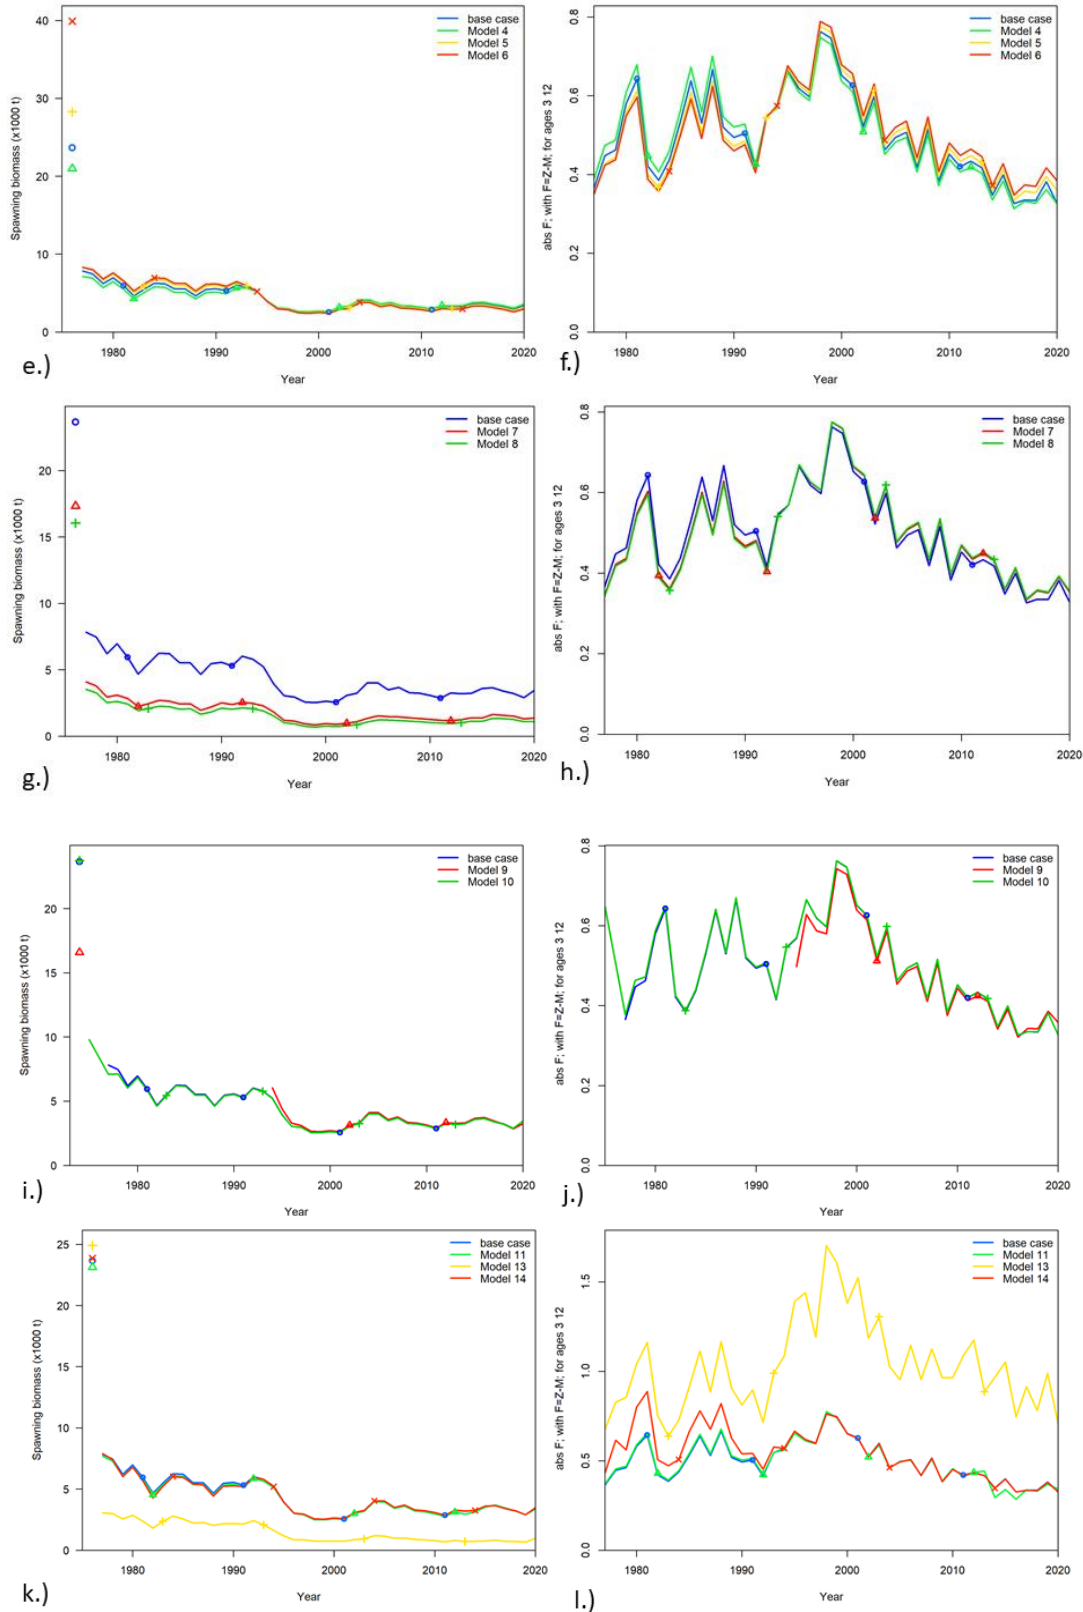 Spawning biomass (x1000 t)
40
30
20
10
0
base case
Model 4
Model 5
Model 6
1980 1990 2000 2010 2020
Year
e.)
abs F; with F=Z-M; for ages 3 12
0.8
0.6
0.4
0.2
0.0
base case
Model 4
Model 5
Model 6
1980 1990 2000 2010 2020
Year
f.)
Spawning biomass (x1000 t)
20
15
10
5
0
base case
Model 7
Model 8
1980 1990 2000 2010 2020
Year
g.)
abs F; with F=Z-M; for ages 3 12
0.8
0.6
0.4
0.2
0.0
base case
Model 7
Model 8
1980 1990 2000 2010 2020
Year
h.)
Spawning biomass (x1000 t)
20
15
10
5
0
base case
Model 9
Model 10
1980 1990 2000 2010 2020
Year
i.)
abs F; with F=Z-M; for ages 3 12
0.8
0.6
0.4
0.2
0.0
base case
Model 9
Model 10
1980 1990 2000 2010 2020
Year
j.)
Spawning biomass (x1000 t)
25
20
15
10
5
0
base case
Model 11
Model 13
Model 14
1980 1990 2000 2010 2020
Year
k.)
abs F; with F=Z-M; for ages 3 12
1.5
1.0
0.5
0.0
base case
Model 11
Model 13
Model 14
1980 1990 2000 2010 2020
Year
l.)